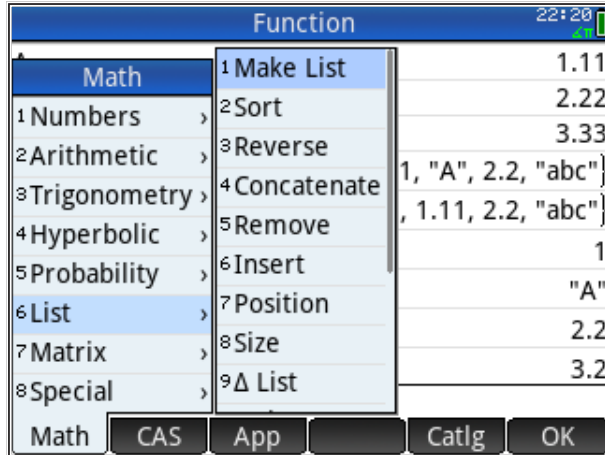 Function
22:20
∡π
Math
1 Numbers ›
2 Arithmetic ›
3 Trigonometry ›
4 Hyperbolic ›
5 Probability ›
6 List ›
7 Matrix ›
8 Special ›
1 Make List
2 Sort
3 Reverse
4 Concatenate
5 Remove
6 Insert
7 Position
8 Size
9 Δ List
1.11
2.22
3.33
1, "A", 2.2, "abc"}
, 1.11, 2.2, "abc"}
1
"A"
2.2
3.2
Math CAS App Catlg OK